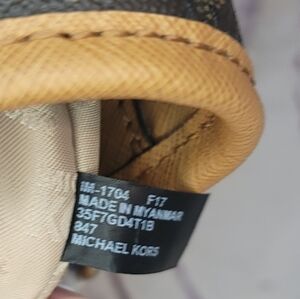 IM-1704 F17
MADE IN MYANMAR
35F7GD4T1B
847
MICHAEL KORS